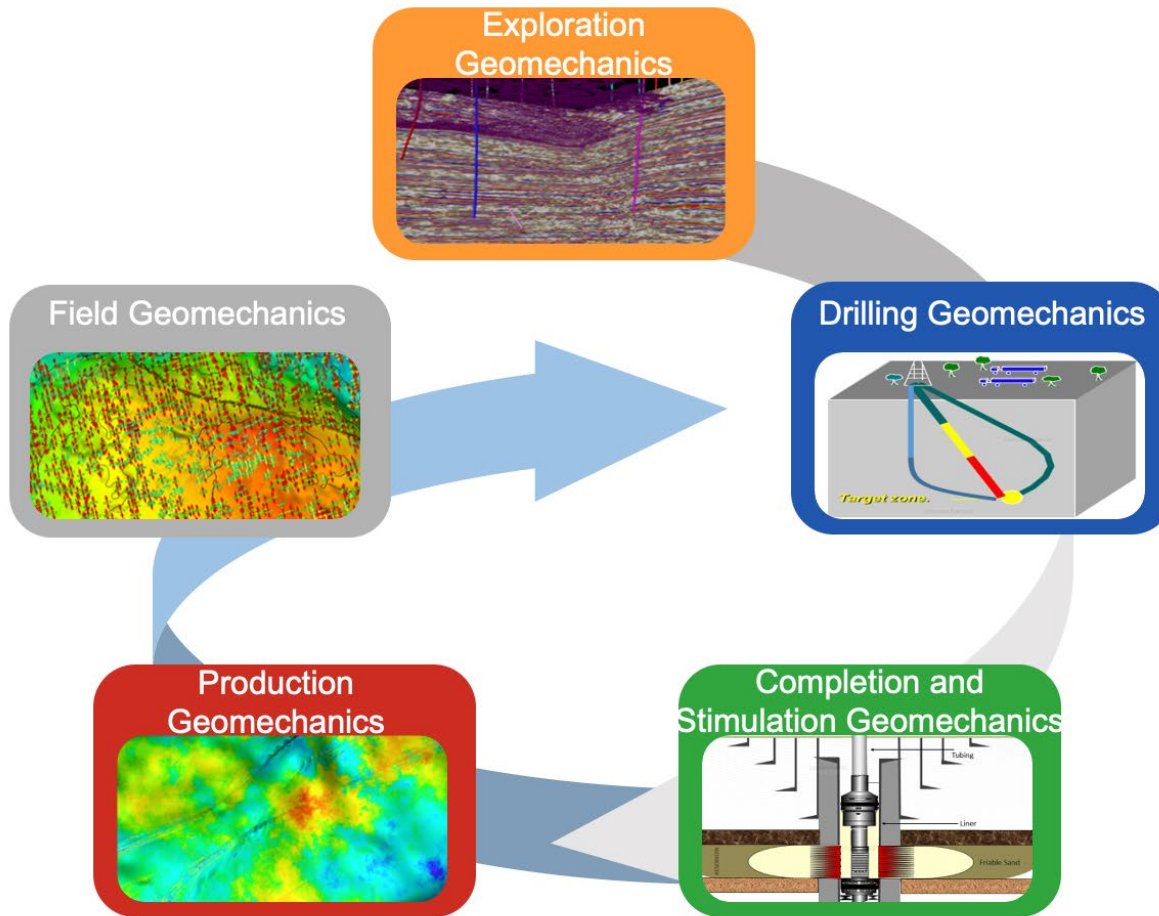 Exploration
Geomechanics
Field Geomechanics
Drilling Geomechanics
Target zone.
Production
Geomechanics
Completion and
Stimulation Geomechanics
Tubing
Liner
Friable Sand